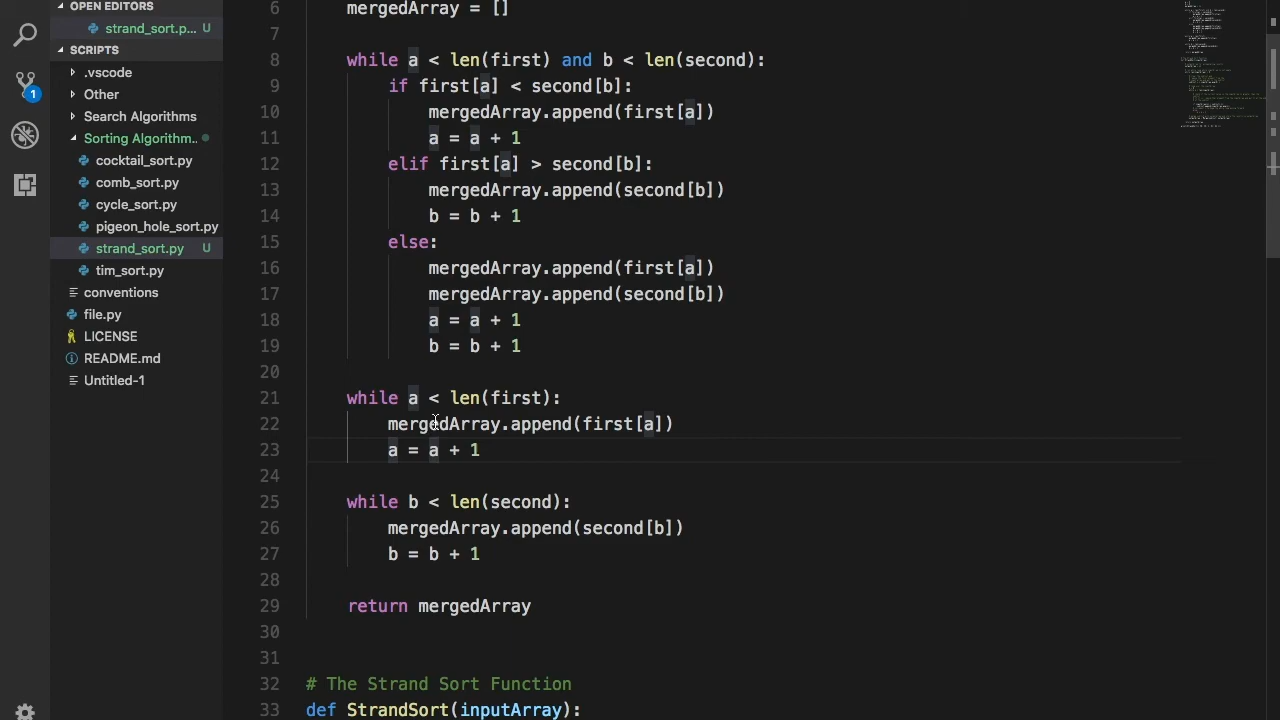 OPEN EDITORS
strand_sort.p... U
SCRIPTS
.vscode
Other
Search Algorithms
Sorting Algorithm..
cocktail_sort.py
comb_sort.py
cycle_sort.py
pigeon_hole_sort.py
strand_sort.py U
tim_sort.py
conventions
file.py
LICENSE
README.md
Untitled-1
1
6 mergedArray = []
7
8 while a < len(first) and b < len(second):
9 if first[a] < second[b]:
10 mergedArray.append(first[a])
11 a = a + 1
12 elif first[a] > second[b]:
13 mergedArray.append(second[b])
14 b = b + 1
15 else:
16 mergedArray.append(first[a])
17 mergedArray.append(second[b])
18 a = a + 1
19 b = b + 1
20
21 while a < len(first):
22 mergedArray.append(first[a])
23 a = a + 1
24
25 while b < len(second):
26 mergedArray.append(second[b])
27 b = b + 1
28
29 return mergedArray
30
31
32 # The Strand Sort Function
33 def StrandSort(inputArray):